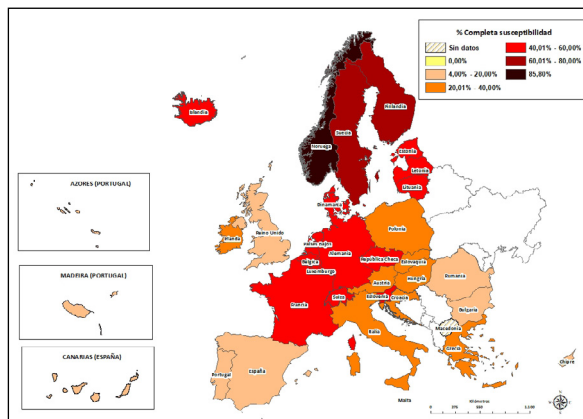 % Completa susceptibilidad
Sin datos
0,00%
4,00% - 20,00%
20,01% - 40,00%
40,01% - 60,00%
60,01% - 80,00%
85,80%
Islandia
Noruega
Suecia
Finlandia
Estonia
Letonia
Lituania
Dinamarca
AZORES (PORTUGAL)
Irlanda
Reino Unido
Países Bajos
Polonia
Bélgica
Alemania
Luxemburgo
República Checa
Eslovaquia
MADEIRA (PORTUGAL)
Austria
Hungría
Francia
Suiza
Eslovenia
Croacia
Rumanía
Bulgaria
Italia
Macedonia
Grecia
CANARIAS (ESPAÑA)
Portugal
España
Chipre
Malta
Kilómetros